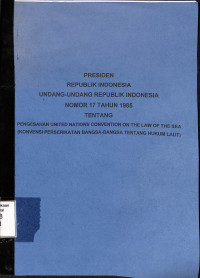 PRESIDEN
REPUBLIK INDONESIA
UNDANG-UNDANG REPUBLIK INDONESIA
NOMOR 17 TAHUN 1985
TENTANG
PENGESAHAN UNITED NATIONS CONVENTION ON THE LAW OF THE SEA
(KONVENSI PERSERIKATAN BANGSA-BANGSA TENTANG HUKUM LAUT)